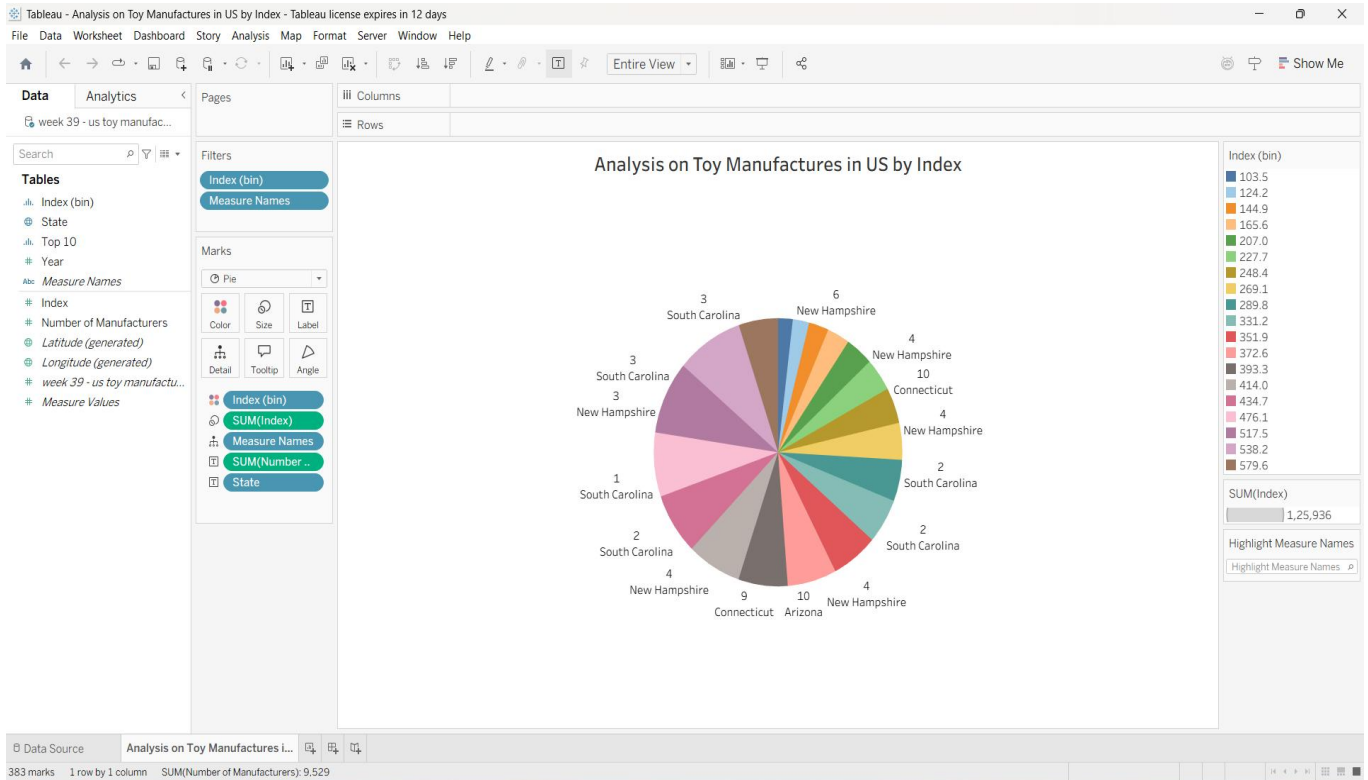 Tableau - Analysis on Toy Manufactures in US by Index - Tableau license expires in 12 days
File Data Worksheet Dashboard Story Analysis Map Format Server Window Help
Entire View
Show Me
Data Analytics
week 39 - us toy manufac...
Search
Tables
Index (bin)
State
Top 10
Year
Abc Measure Names
Index
Number of Manufacturers
Latitude (generated)
Longitude (generated)
week 39 - us toy manufactu...
Measure Values
Pages
Filters
Index (bin)
Measure Names
Marks
Pie
Color Size Label
Detail Tooltip Angle
Index (bin)
SUM(Index)
Measure Names
SUM(Number ..
State
Columns
Rows
Analysis on Toy Manufactures in US by Index
6
New Hampshire
4
New Hampshire
10
Connecticut
4
New Hampshire
2
South Carolina
2
South Carolina
4
New Hampshire
10
Arizona
9
Connecticut
4
New Hampshire
2
South Carolina
1
South Carolina
3
New Hampshire
3
South Carolina
3
South Carolina
Index (bin)
103.5
124.2
144.9
165.6
207.0
227.7
248.4
269.1
289.8
331.2
351.9
372.6
393.3
414.0
434.7
476.1
517.5
538.2
579.6
SUM(Index)
1,25,936
Highlight Measure Names
Highlight Measure Names
Data Source
Analysis on Toy Manufactures i...
383 marks 1 row by 1 column SUM(Number of Manufacturers): 9,529